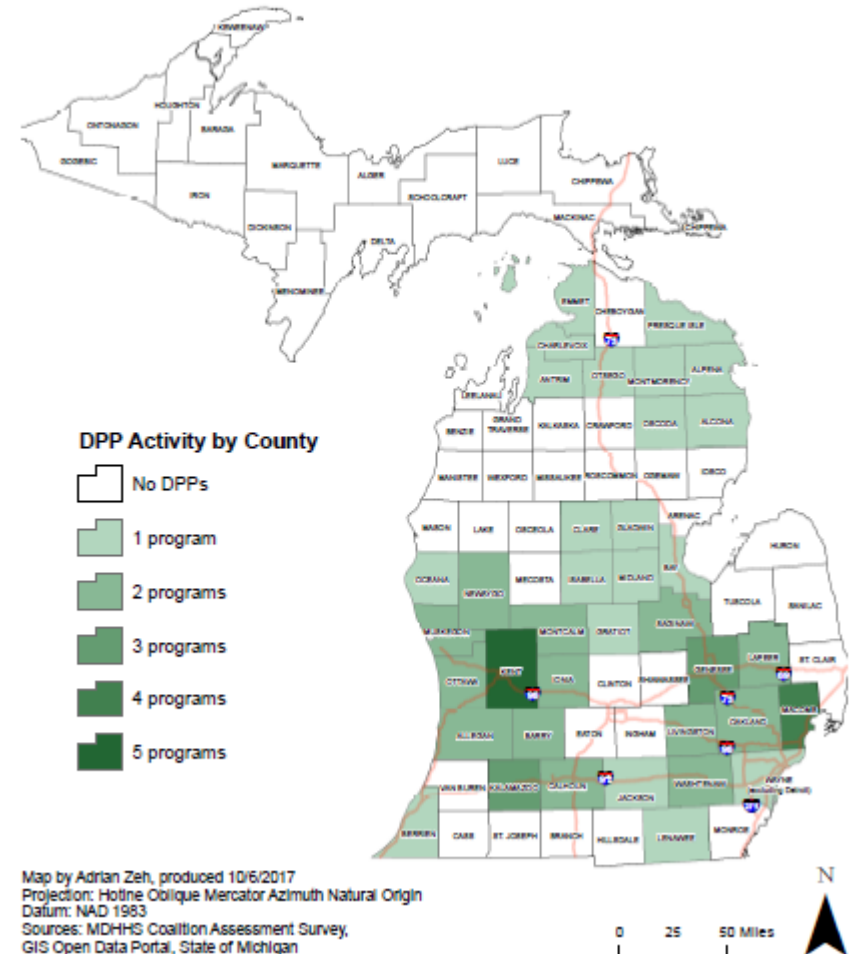 KEWEENAW
HOUGHTON
ONTONAGON
BARAGA
GOGEBIC
MARQUETTE
LUCE
ALGER
CHIPPEWA
IRON
SCHOOLCRAFT
MACKINAC
DICKINSON
CHIPPEWA
DELTA
MENOMINEE
EMMET
CHEBOYGAN
PRESQUE ISLE
75
CHARLEVOIX
ANTRIM
OTSEGO
MONTMORENCY
ALPENA
LEELANAU
BENZIE
GRAND
TRAVERSE
KALKASKA
CRAWFORD
OSCODA
ALCONA
MANISTEE
WEXFORD
MISSAUKEE
ROSCOMMON
OGEMAW
IOSCO
DPP Activity by County
No DPPs
1 program
2 programs
3 programs
4 programs
5 programs
ARENAC
MASON
LAKE
OSCEOLA
CLARE
GLADWIN
HURON
BAY
OCEANA
NEWAYGO
MECOSTA
ISABELLA
MIDLAND
TUSCOLA
SANILAC
SAGINAW
MUSKEGON
MONTCALM
GRATIOT
GENESEE
LAPEER
ST. CLAIR
OTTAWA
KENT
IONIA
CLINTON
SHIAWASSEE
MACOMB
OAKLAND
ALLEGAN
BARRY
EATON
INGHAM
LIVINGSTON
VAN BUREN
KALAMAZOO
CALHOUN
JACKSON
WASHTENAW
WAYNE
(excluding Detroit)
BERRIEN
CASS
ST. JOSEPH
BRANCH
HILLSDALE
LENAWEE
MONROE
Map by Adrian Zeh, produced 10/6/2017
Projection: Hotine Oblique Mercator Azimuth Natural Origin
Datum: NAD 1983
Sources: MDHHS Coalition Assessment Survey,
GIS Open Data Portal, State of Michigan
N
0 25 50 Miles